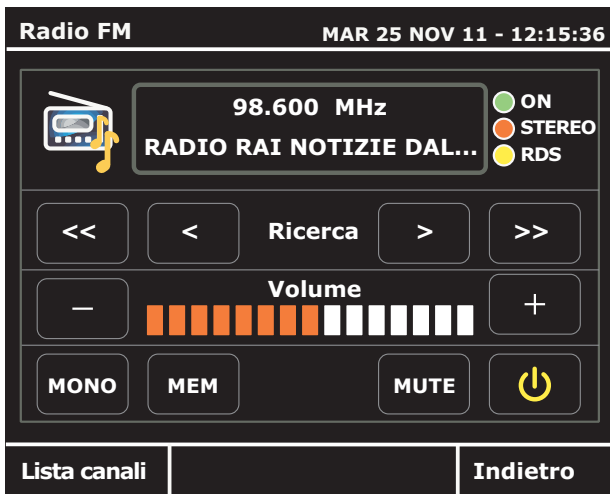 Radio FM
MAR 25 NOV 11 - 12:15:36
98.600 MHz
RADIO RAI NOTIZIE DAL...
ON
STEREO
RDS
<<
<
Ricerca
>
>>
Volume
–
+
MONO
MEM
MUTE
Lista canali
Indietro